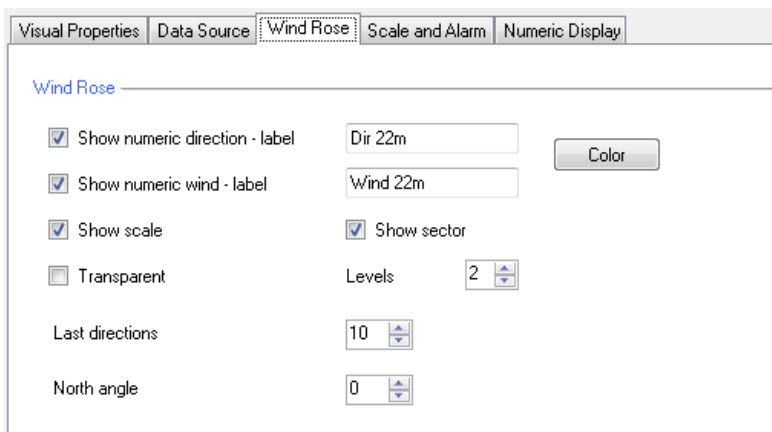 Visual Properties Data Source Wind Rose Scale and Alarm Numeric Display
Wind Rose
Show numeric direction - label Dir 22m Color
Show numeric wind - label Wind 22m
Show scale Show sector
Transparent Levels 2
Last directions 10
North angle 0